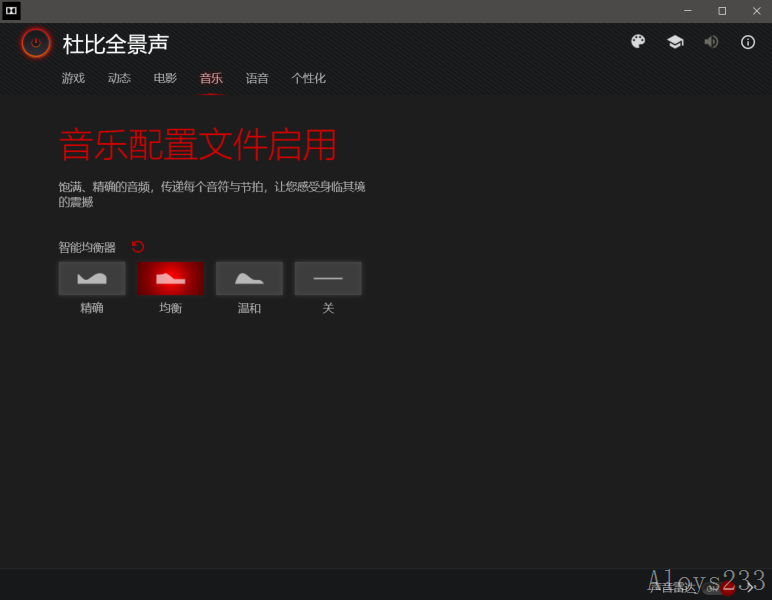 杜比全景声
游戏 动态 电影 音乐 语音 个性化
音乐配置文件启用
饱满、精确的音频，传递每个音符与节拍，让您感受身临其境
的震撼
智能均衡器
精确 均衡 温和 关
声音雷达 ON
Aloys233